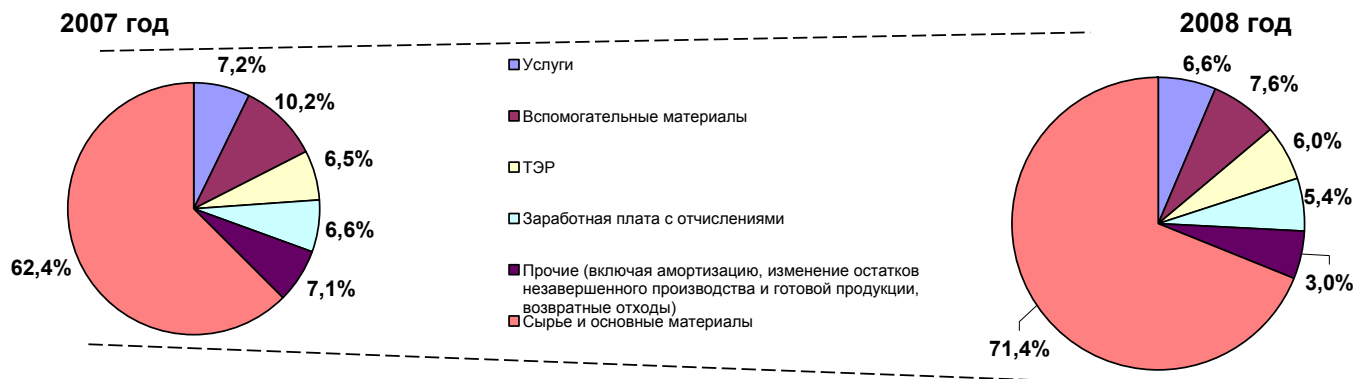 2007 год
7,2%
10,2%
6,5%
6,6%
7,1%
62,4%
Услуги
Вспомогательные материалы
ТЭР
Заработная плата с отчислениями
Прочие (включая амортизацию, изменение остатков
незавершенного производства и готовой продукции,
возвратные отходы)
Сырье и основные материалы
2008 год
6,6%
7,6%
6,0%
5,4%
3,0%
71,4%